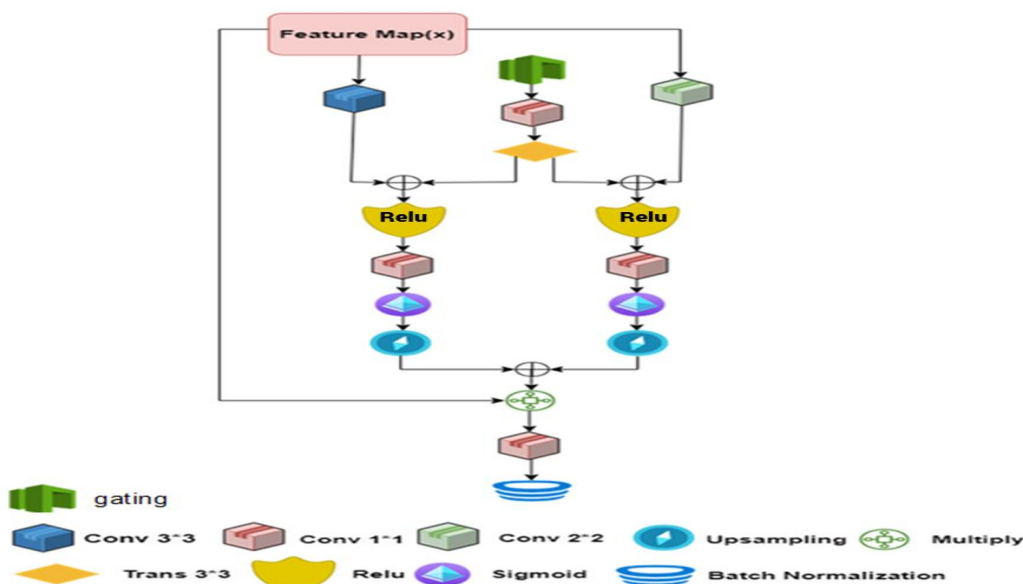 Feature Map(x)
Relu Relu
gating
Conv 3*3 Conv 1*1 Conv 2*2 Upsampling Multiply
Trans 3*3 Relu Sigmoid Batch Normalization